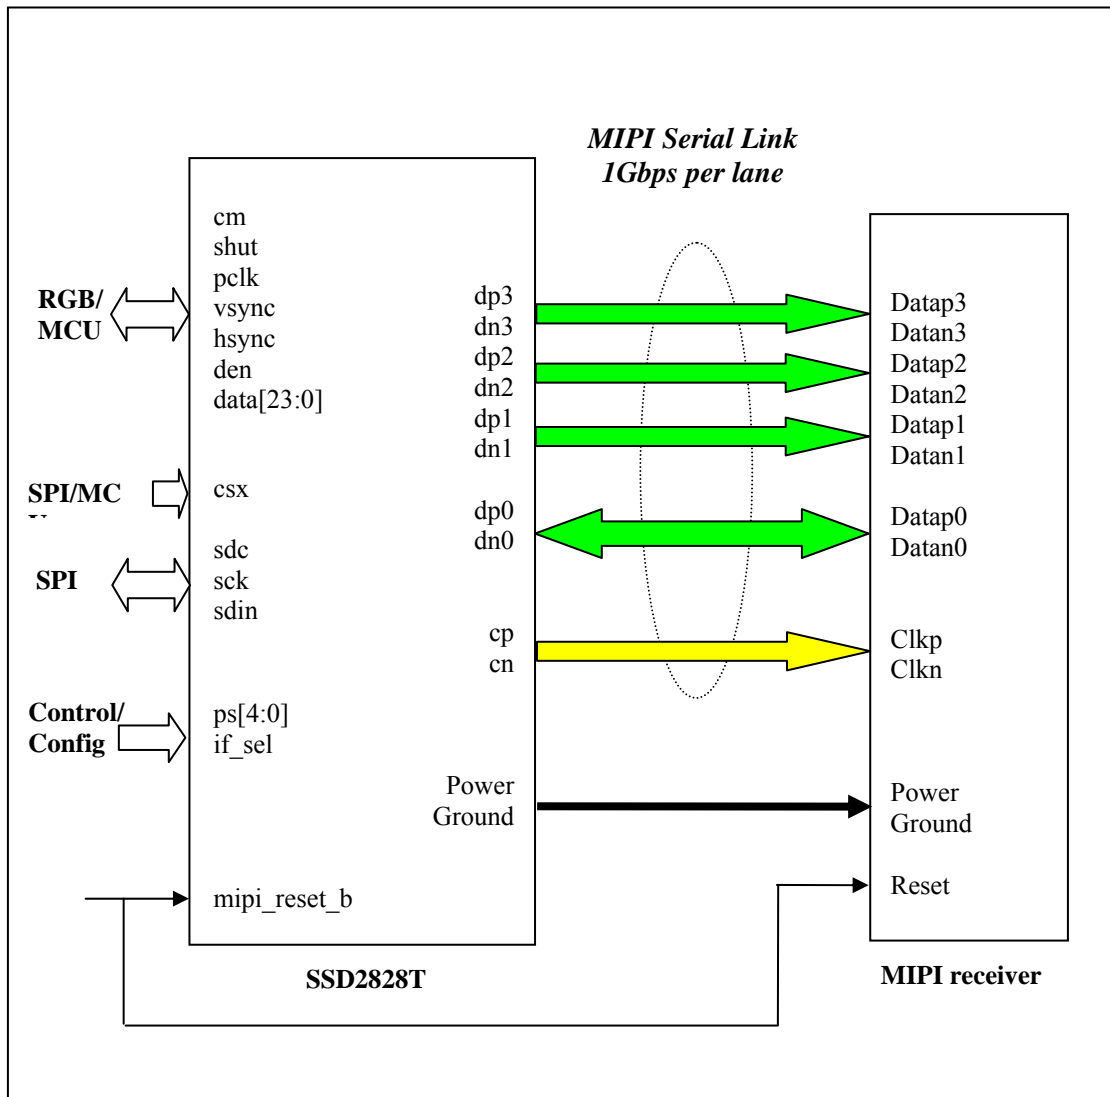 MIPI Serial Link
1Gbps per lane
RGB/
MCU
cm
shut
pclk
vsync
hsync
den
data[23:0]
SPI/MC
csx
SPI
sdc
sck
sdin
Control/
Config
ps[4:0]
if_sel
mipi_reset_b
dp3
dn3
dp2
dn2
dp1
dn1
dp0
dn0
cp
cn
Power
Ground
SSD2828T
Datap3
Datan3
Datap2
Datan2
Datap1
Datan1
Datap0
Datan0
Clkp
Clkn
Power
Ground
Reset
MIPI receiver